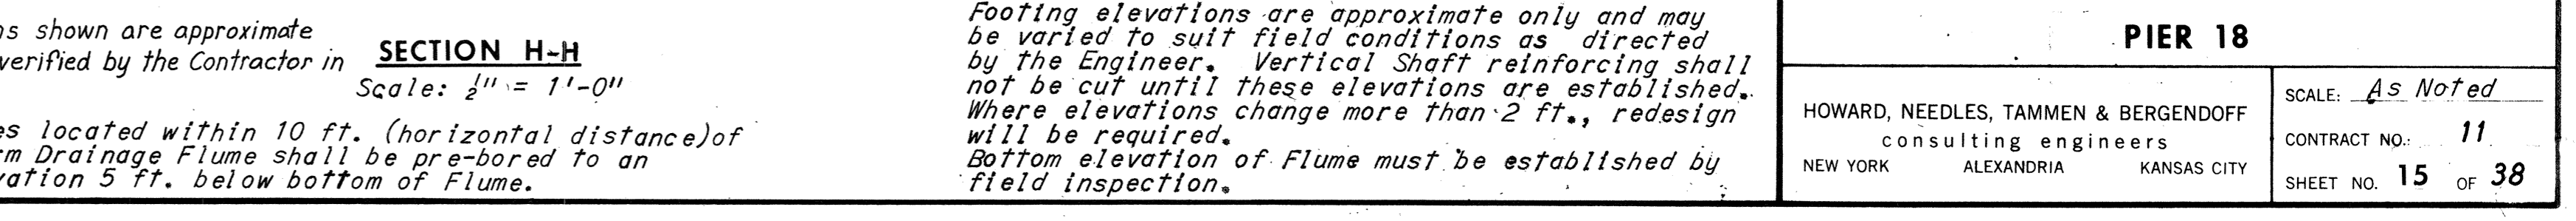 shown are approximate
verified by the Contractor in
SECTION H-H
Scale: ½" = 1'-0"
located within 10 ft. (horizontal distance)of
Drainage Flume shall be pre-bored to an
5 ft. below bottom of Flume.
Footing elevations are approximate only and may
be varied to suit field conditions as directed
by the Engineer. Vertical Shaft reinforcing shall
not be cut until these elevations are established.
Where elevations change more than 2 ft., redesign
will be required.
Bottom elevation of Flume must be established by
field inspection.
PIER 18
HOWARD, NEEDLES, TAMMEN & BERGENDOFF
consulting engineers
NEW YORK ALEXANDRIA KANSAS CITY
SCALE: As Noted
CONTRACT NO.: 11
SHEET NO. 15 OF 38